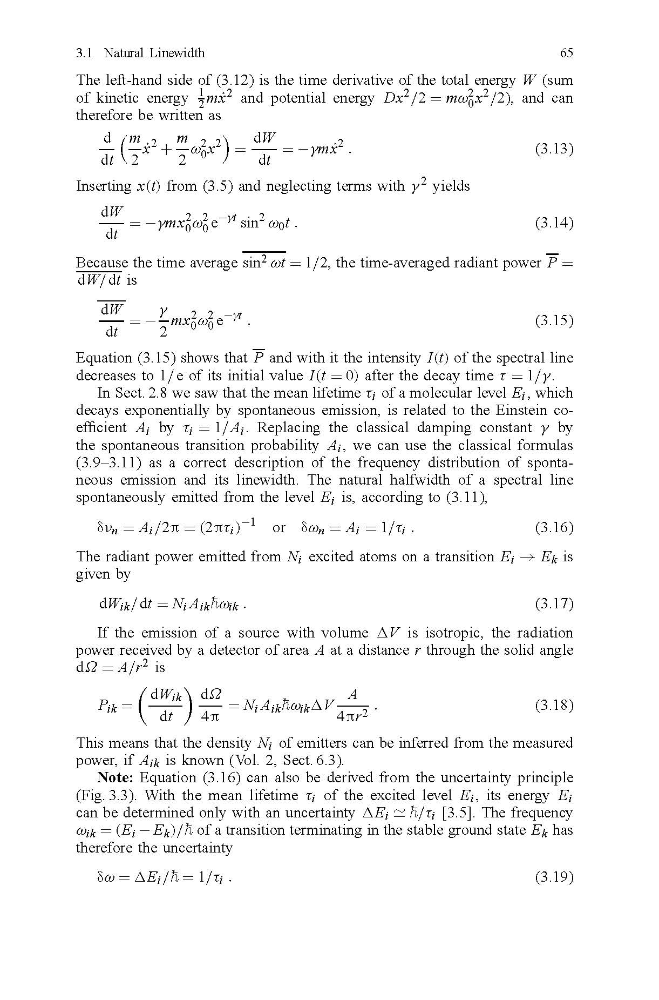 3.1 Natural Linewidth 65
The left-hand side of (3.12) is the time derivative of the total energy W (sum
of kinetic energy ½mẋ² and potential energy Dx²/2 = mω₀²x²/2), and can
therefore be written as
d/dt (m/2 ẋ² + m/2 ω₀²x²) = dW/dt = −γmẋ² . (3.13)
Inserting x(t) from (3.5) and neglecting terms with γ² yields
dW/dt = −γmx₀²ω₀² e^{−γt} sin² ω₀t . (3.14)
Because the time average \overline{sin² ωt} = 1/2, the time-averaged radiant power \overline{P} =
\overline{dW/dt} is
\overline{dW}/dt = −γ/2 mx₀²ω₀² e^{−γt} . (3.15)
Equation (3.15) shows that \overline{P} and with it the intensity I(t) of the spectral line
decreases to 1/e of its initial value I(t = 0) after the decay time τ = 1/γ.
In Sect. 2.8 we saw that the mean lifetime τᵢ of a molecular level Eᵢ, which
decays exponentially by spontaneous emission, is related to the Einstein co-
efficient Aᵢ by τᵢ = 1/Aᵢ. Replacing the classical damping constant γ by
the spontaneous transition probability Aᵢ, we can use the classical formulas
(3.9–3.11) as a correct description of the frequency distribution of sponta-
neous emission and its linewidth. The natural halfwidth of a spectral line
spontaneously emitted from the level Eᵢ is, according to (3.11),
δνₙ = Aᵢ/2π = (2πτᵢ)⁻¹ or δωₙ = Aᵢ = 1/τᵢ . (3.16)
The radiant power emitted from Nᵢ excited atoms on a transition Eᵢ → Eₖ is
given by
dWᵢₖ/dt = NᵢAᵢₖℏωᵢₖ . (3.17)
If the emission of a source with volume ΔV is isotropic, the radiation
power received by a detector of area A at a distance r through the solid angle
dΩ = A/r² is
Pᵢₖ = (dWᵢₖ/dt) dΩ/4π = NᵢAᵢₖℏωᵢₖΔV A/4πr² . (3.18)
This means that the density Nᵢ of emitters can be inferred from the measured
power, if Aᵢₖ is known (Vol. 2, Sect. 6.3).
Note: Equation (3.16) can also be derived from the uncertainty principle
(Fig. 3.3). With the mean lifetime τᵢ of the excited level Eᵢ, its energy Eᵢ
can be determined only with an uncertainty ΔEᵢ ≃ ℏ/τᵢ [3.5]. The frequency
ωᵢₖ = (Eᵢ − Eₖ)/ℏ of a transition terminating in the stable ground state Eₖ has
therefore the uncertainty
δω = ΔEᵢ/ℏ = 1/τᵢ . (3.19)